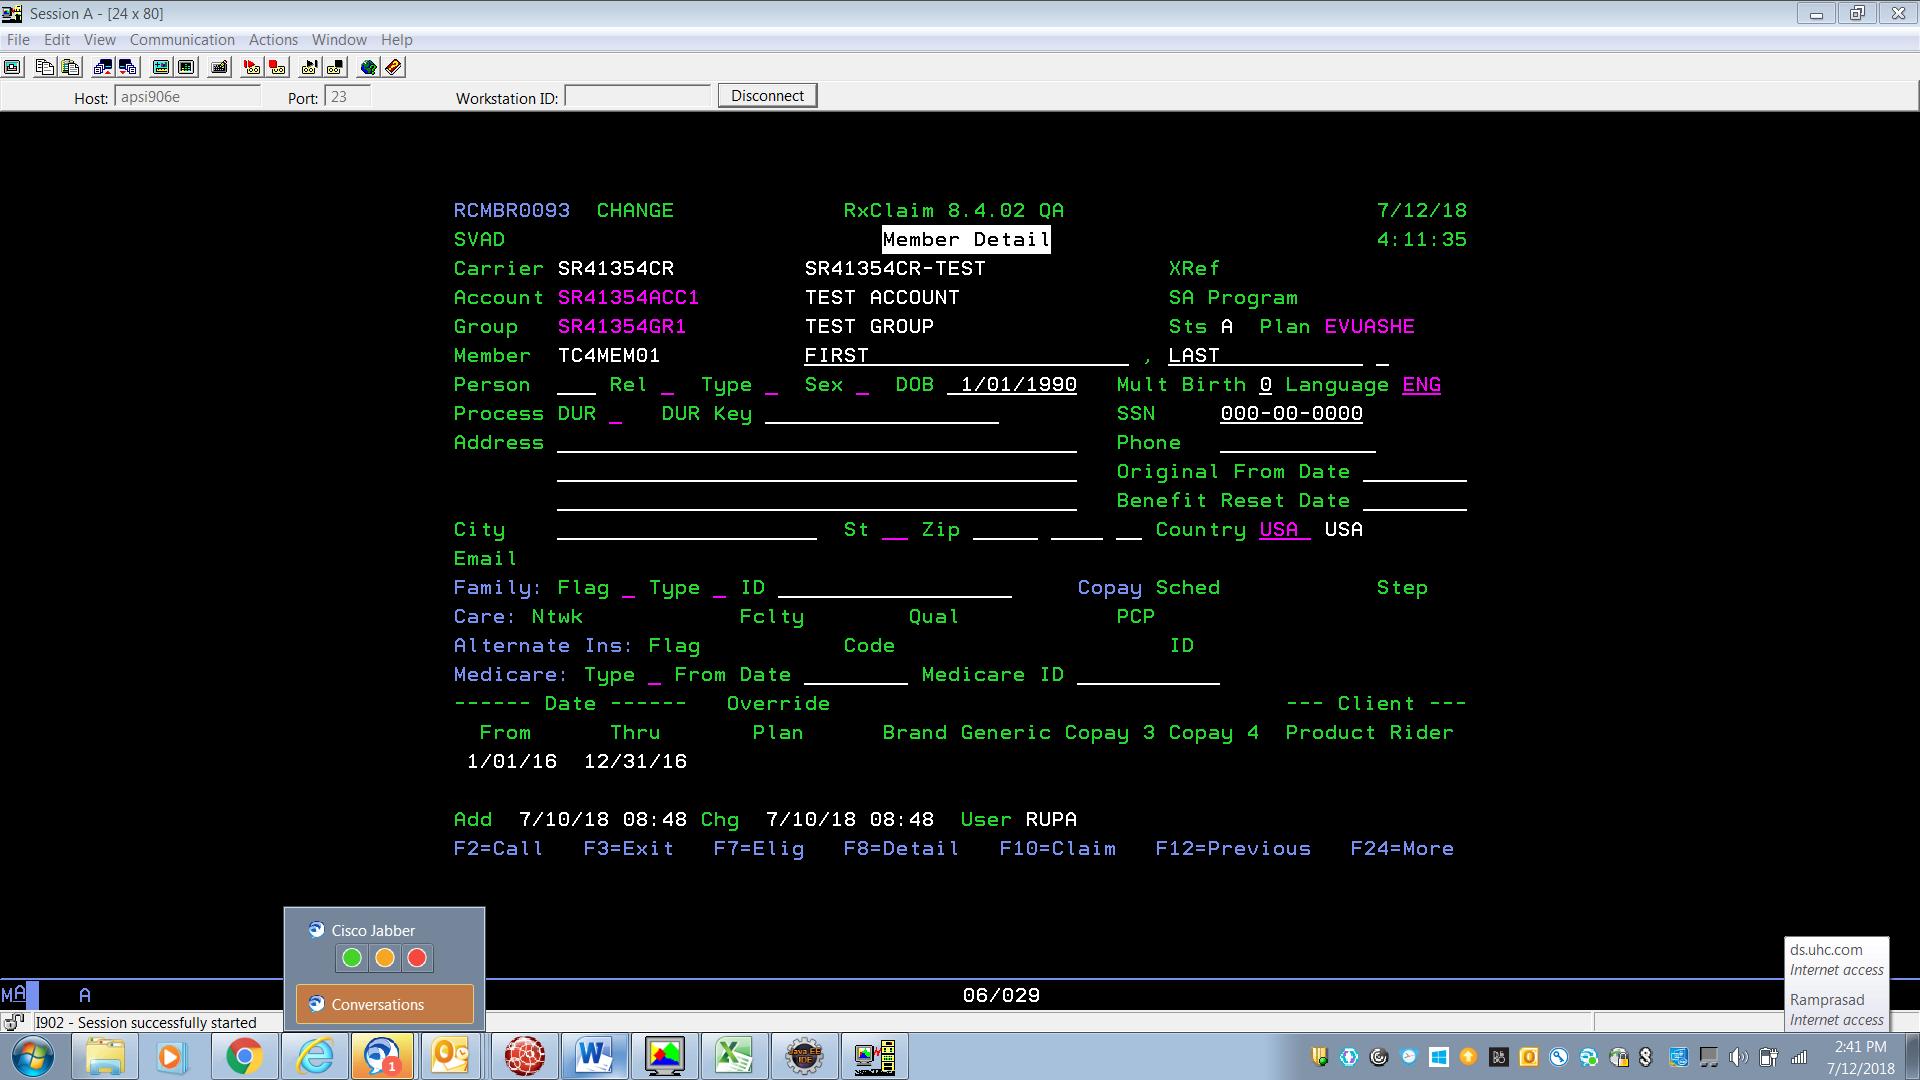 Session A - [24 x 80]
File Edit View Communication Actions Window Help
Host: apsi906e Port: 23 Workstation ID: Disconnect
RCMBR0093 CHANGE RxClaim 8.4.02 QA 7/12/18
SVAD Member Detail 4:11:35
Carrier SR41354CR SR41354CR-TEST XRef
Account SR41354ACC1 TEST ACCOUNT SA Program
Group SR41354GR1 TEST GROUP Sts A Plan EVUASHE
Member TC4MEM01 FIRST , LAST
Person Rel Type Sex DOB 1/01/1990 Mult Birth 0 Language ENG
Process DUR DUR Key SSN 000-00-0000
Address Phone
Original From Date
Benefit Reset Date
City St Zip Country USA USA
Email
Family: Flag Type ID Copay Sched Step
Care: Ntwk Fclty Qual PCP
Alternate Ins: Flag Code ID
Medicare: Type From Date Medicare ID
------ Date ------ Override --- Client ---
From Thru Plan Brand Generic Copay 3 Copay 4 Product Rider
1/01/16 12/31/16
Add 7/10/18 08:48 Chg 7/10/18 08:48 User RUPA
F2=Call F3=Exit F7=Elig F8=Detail F10=Claim F12=Previous F24=More
Cisco Jabber
Conversations
ds.uhc.com
Internet access
Ramprasad
Internet access
MA A 06/029
I902 - Session successfully started
1
Java EE
IDE
2:41 PM
7/12/2018